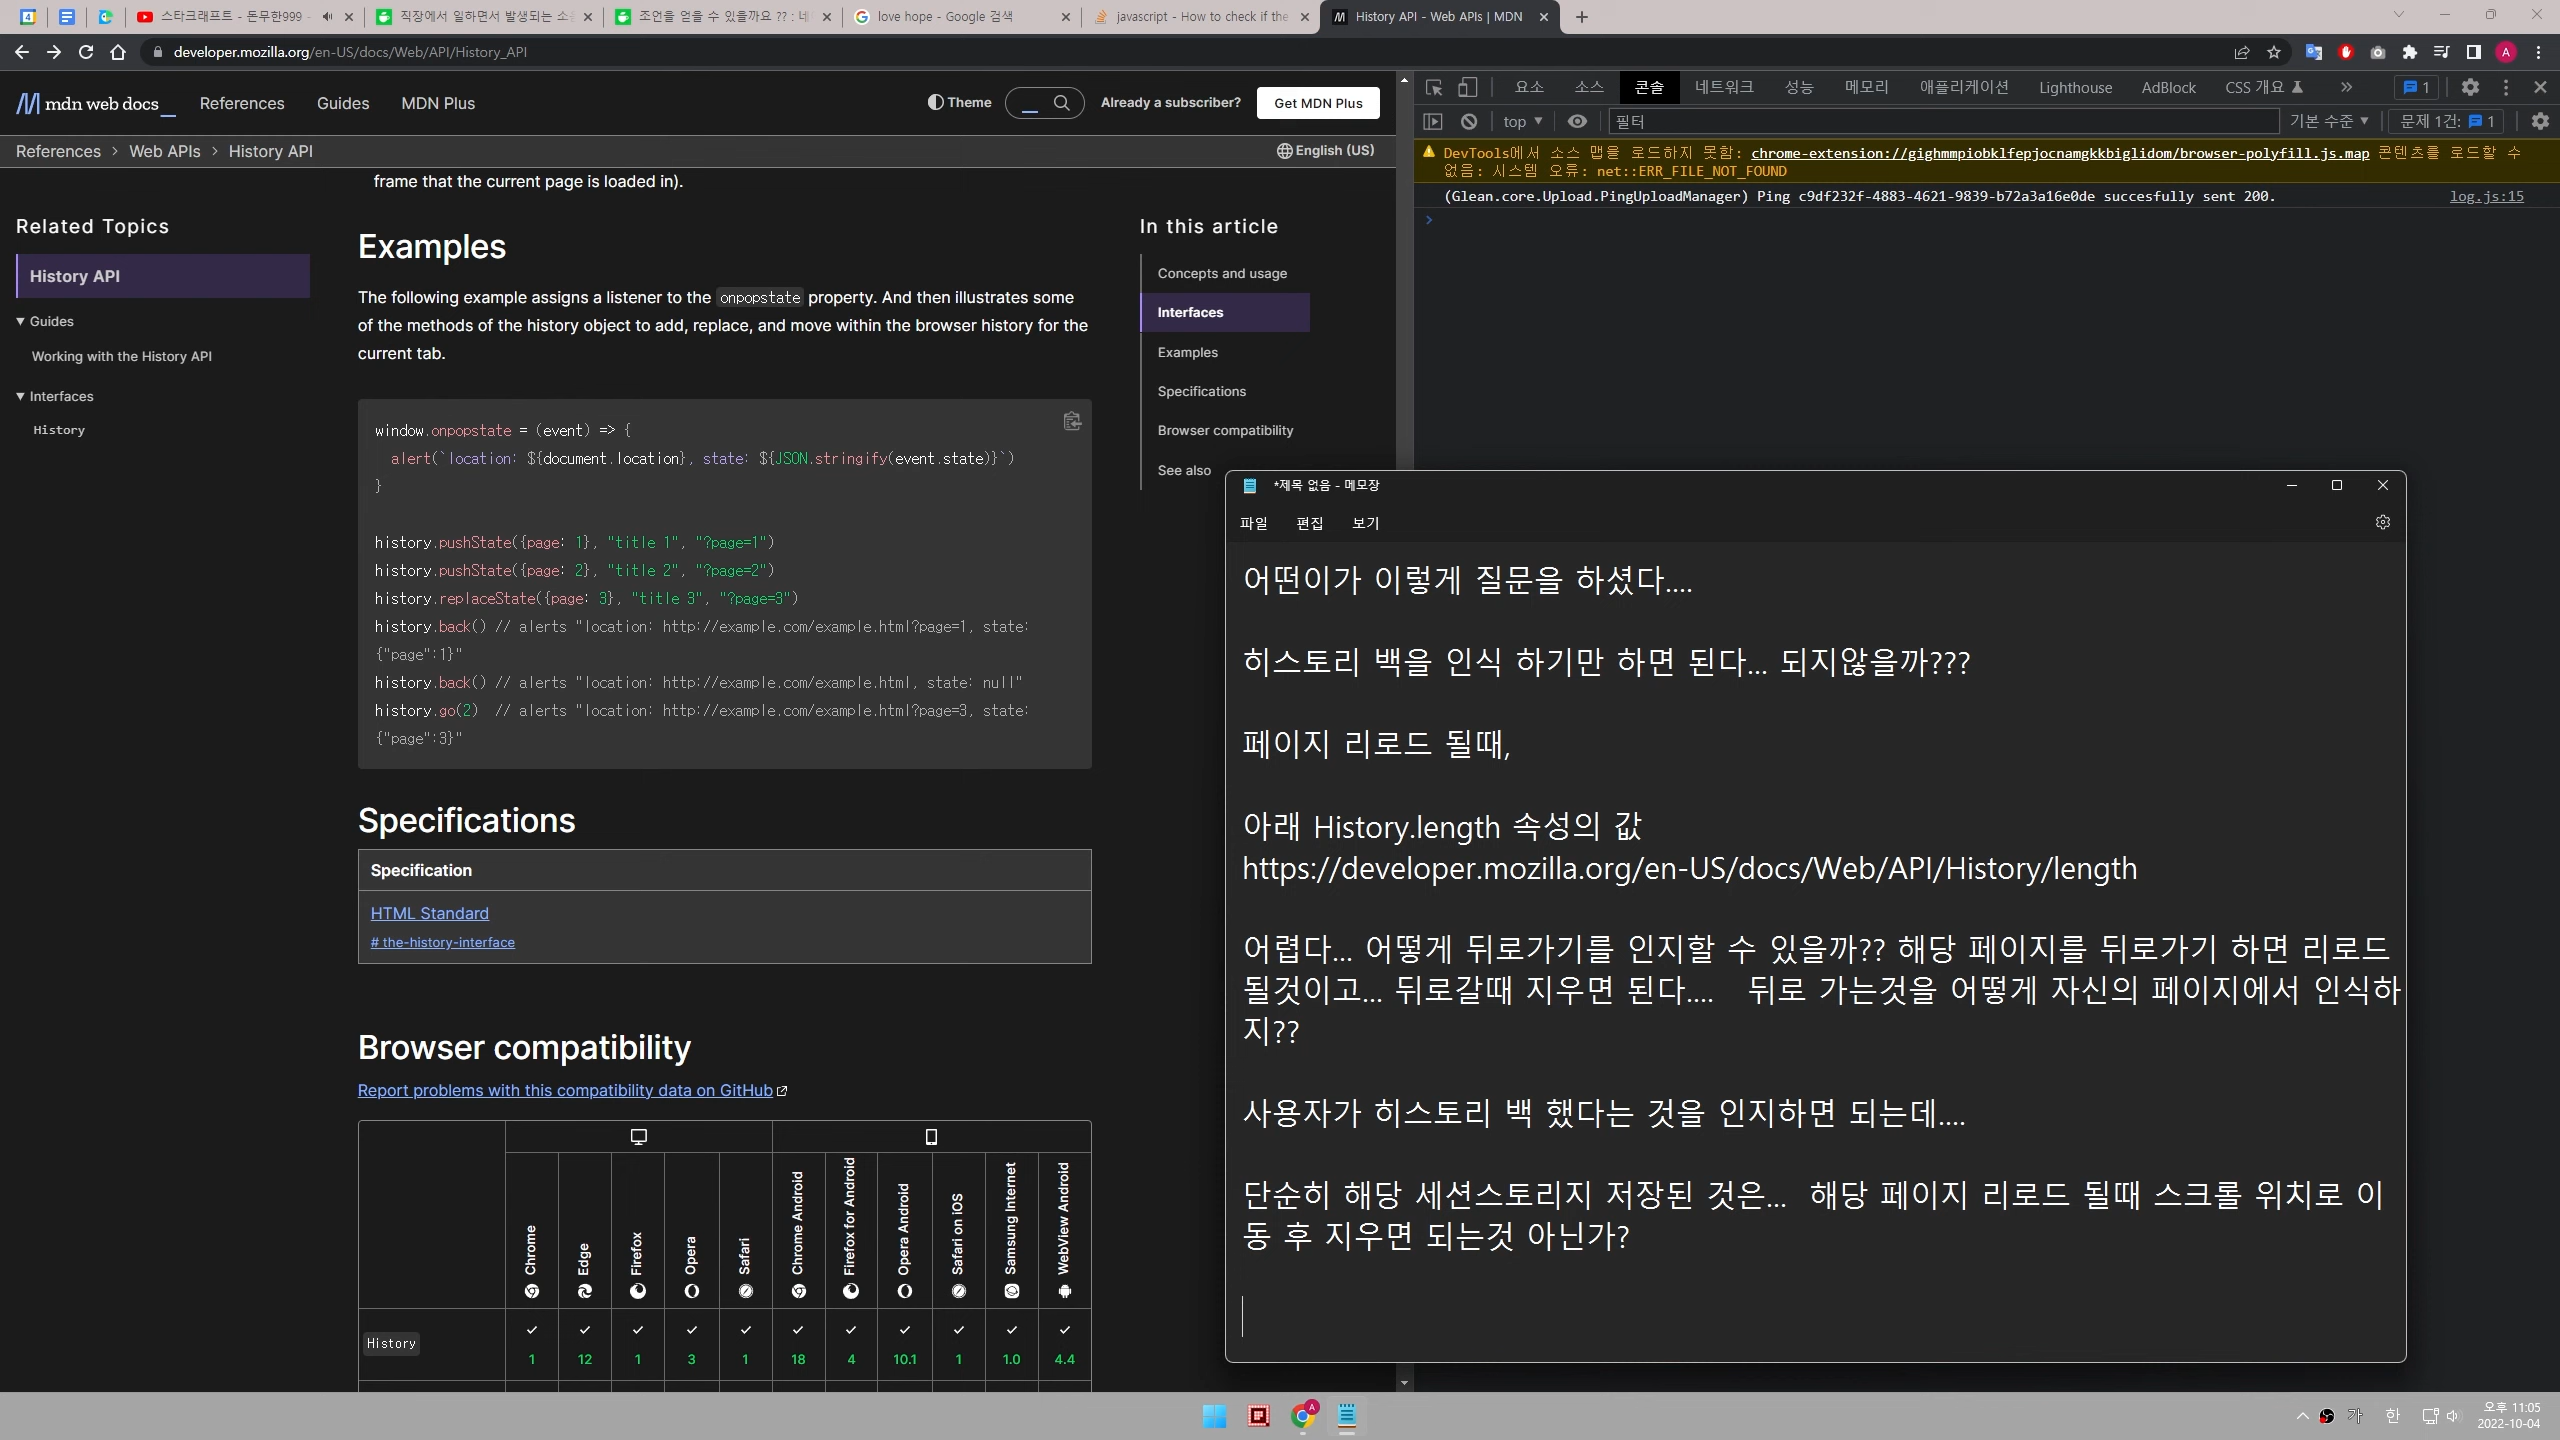 스타크래프트 - 돈무한999 -
직장에서 일하면서 발생되는 소
조언을 얻을 수 있을까요 ?? : 네
love hope - Google 검색
javascript - How to check if the
History API - Web APIs | MDN
developer.mozilla.org/en-US/docs/Web/API/History_API
mdn web docs_
References
Guides
MDN Plus
Theme
Already a subscriber?
Get MDN Plus
References > Web APIs > History API
English (US)
frame that the current page is loaded in).
Related Topics
History API
▼ Guides
Working with the History API
▼ Interfaces
History
Examples
The following example assigns a listener to the onpopstate property. And then illustrates some
of the methods of the history object to add, replace, and move within the browser history for the
current tab.
window.onpopstate = (event) => {
alert(`location: ${document.location}, state: ${JSON.stringify(event.state)}`)
}
history.pushState({page: 1}, "title 1", "?page=1")
history.pushState({page: 2}, "title 2", "?page=2")
history.replaceState({page: 3}, "title 3", "?page=3")
history.back() // alerts "location: http://example.com/example.html?page=1, state:
{"page":1}"
history.back() // alerts "location: http://example.com/example.html, state: null"
history.go(2)  // alerts "location: http://example.com/example.html?page=3, state:
{"page":3}"
Specifications
Specification
HTML Standard
# the-history-interface
Browser compatibility
Report problems with this compatibility data on GitHub
Chrome
Edge
Firefox
Opera
Safari
Chrome Android
Firefox for Android
Opera Android
Safari on iOS
Samsung Internet
WebView Android
History
1 12 1 3 1 18 4 10.1 1 1.0 4.4
In this article
Concepts and usage
Interfaces
Examples
Specifications
Browser compatibility
See also
요소 소스 콘솔 네트워크 성능 메모리 애플리케이션 Lighthouse AdBlock CSS 개요 » 1
top ▼ 필터 기본 수준 ▼ 문제 1건: 1
DevTools에서 소스 맵을 로드하지 못함: chrome-extension://gighmmpiobklfepjocnamgkkbiglidom/browser-polyfill.js.map 콘텐츠를 로드할 수
없음: 시스템 오류: net::ERR_FILE_NOT_FOUND
(Glean.core.Upload.PingUploadManager) Ping c9df232f-4883-4621-9839-b72a3a16e0de succesfully sent 200. log.js:15
*제목 없음 - 메모장
파일 편집 보기
어떤이가 이렇게 질문을 하셨다....
히스토리 백을 인식 하기만 하면 된다... 되지않을까???
페이지 리로드 될때,
아래 History.length 속성의 값
https://developer.mozilla.org/en-US/docs/Web/API/History/length
어렵다... 어떻게 뒤로가기를 인지할 수 있을까?? 해당 페이지를 뒤로가기 하면 리로드
될것이고... 뒤로갈때 지우면 된다.... 뒤로 가는것을 어떻게 자신의 페이지에서 인식하
지??
사용자가 히스토리 백 했다는 것을 인지하면 되는데....
단순히 해당 세션스토리지 저장된 것은... 해당 페이지 리로드 될때 스크롤 위치로 이
동 후 지우면 되는것 아닌가?
가 한
오후 11:05
2022-10-04